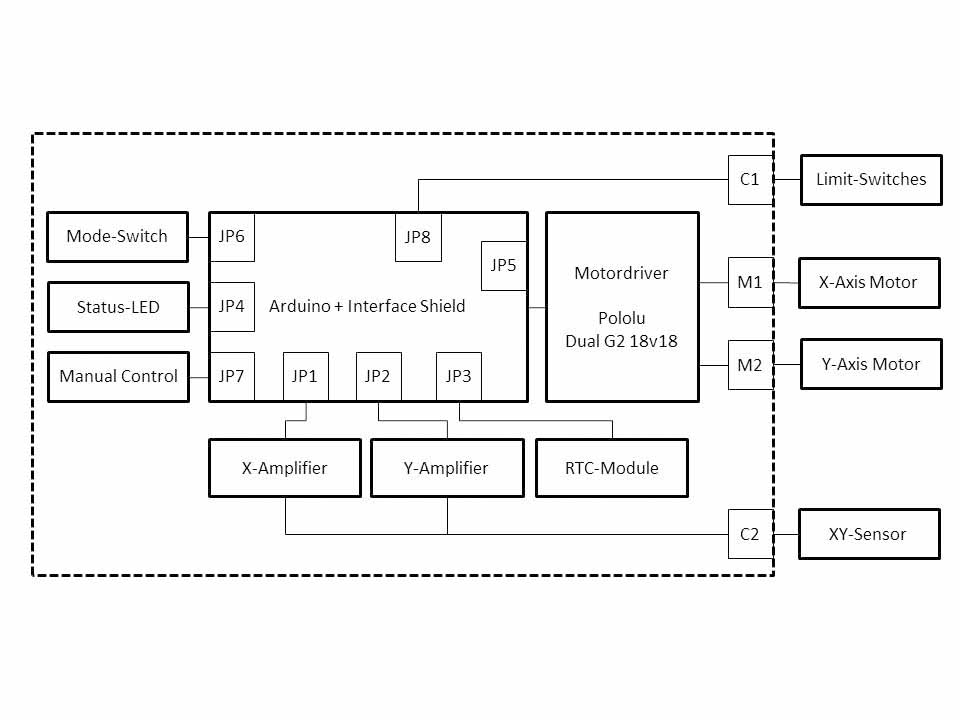 C1
Limit-Switches
Mode-Switch
JP6
JP8
JP5
Motordriver
Pololu
Dual G2 18v18
M1
X-Axis Motor
Status-LED
JP4
Arduino + Interface Shield
Manual Control
JP7
JP1
JP2
JP3
M2
Y-Axis Motor
X-Amplifier
Y-Amplifier
RTC-Module
C2
XY-Sensor